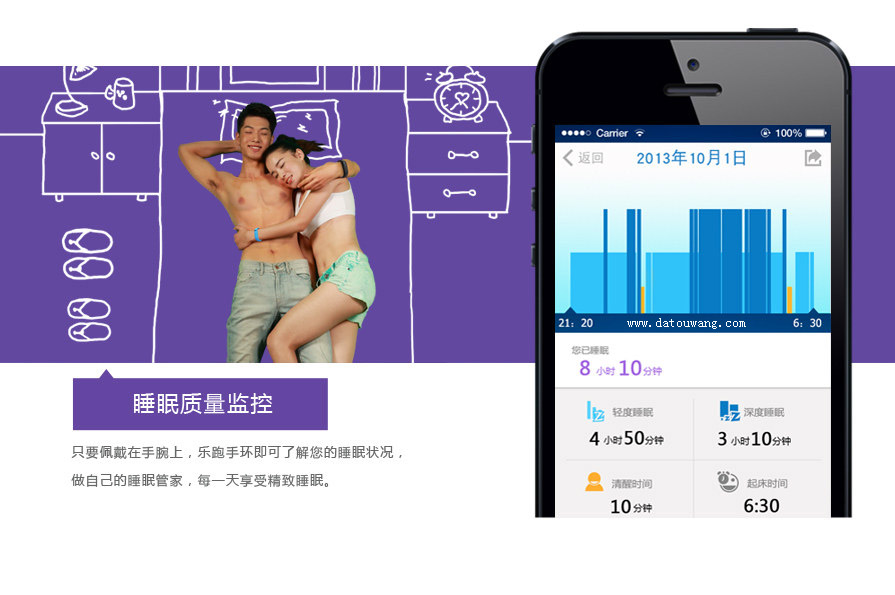 Carrier 100%
返回 2013年10月1日
21: 20 www.datouwang.com 6: 30
您已睡眠
8 小时 10 分钟
轻度睡眠 深度睡眠
4 小时 50 分钟 3 小时 10 分钟
清醒时间 起床时间
10 分钟 6:30
睡眠质量监控
只要佩戴在手腕上，乐跑手环即可了解您的睡眠状况，
做自己的睡眠管家，每一天享受精致睡眠。